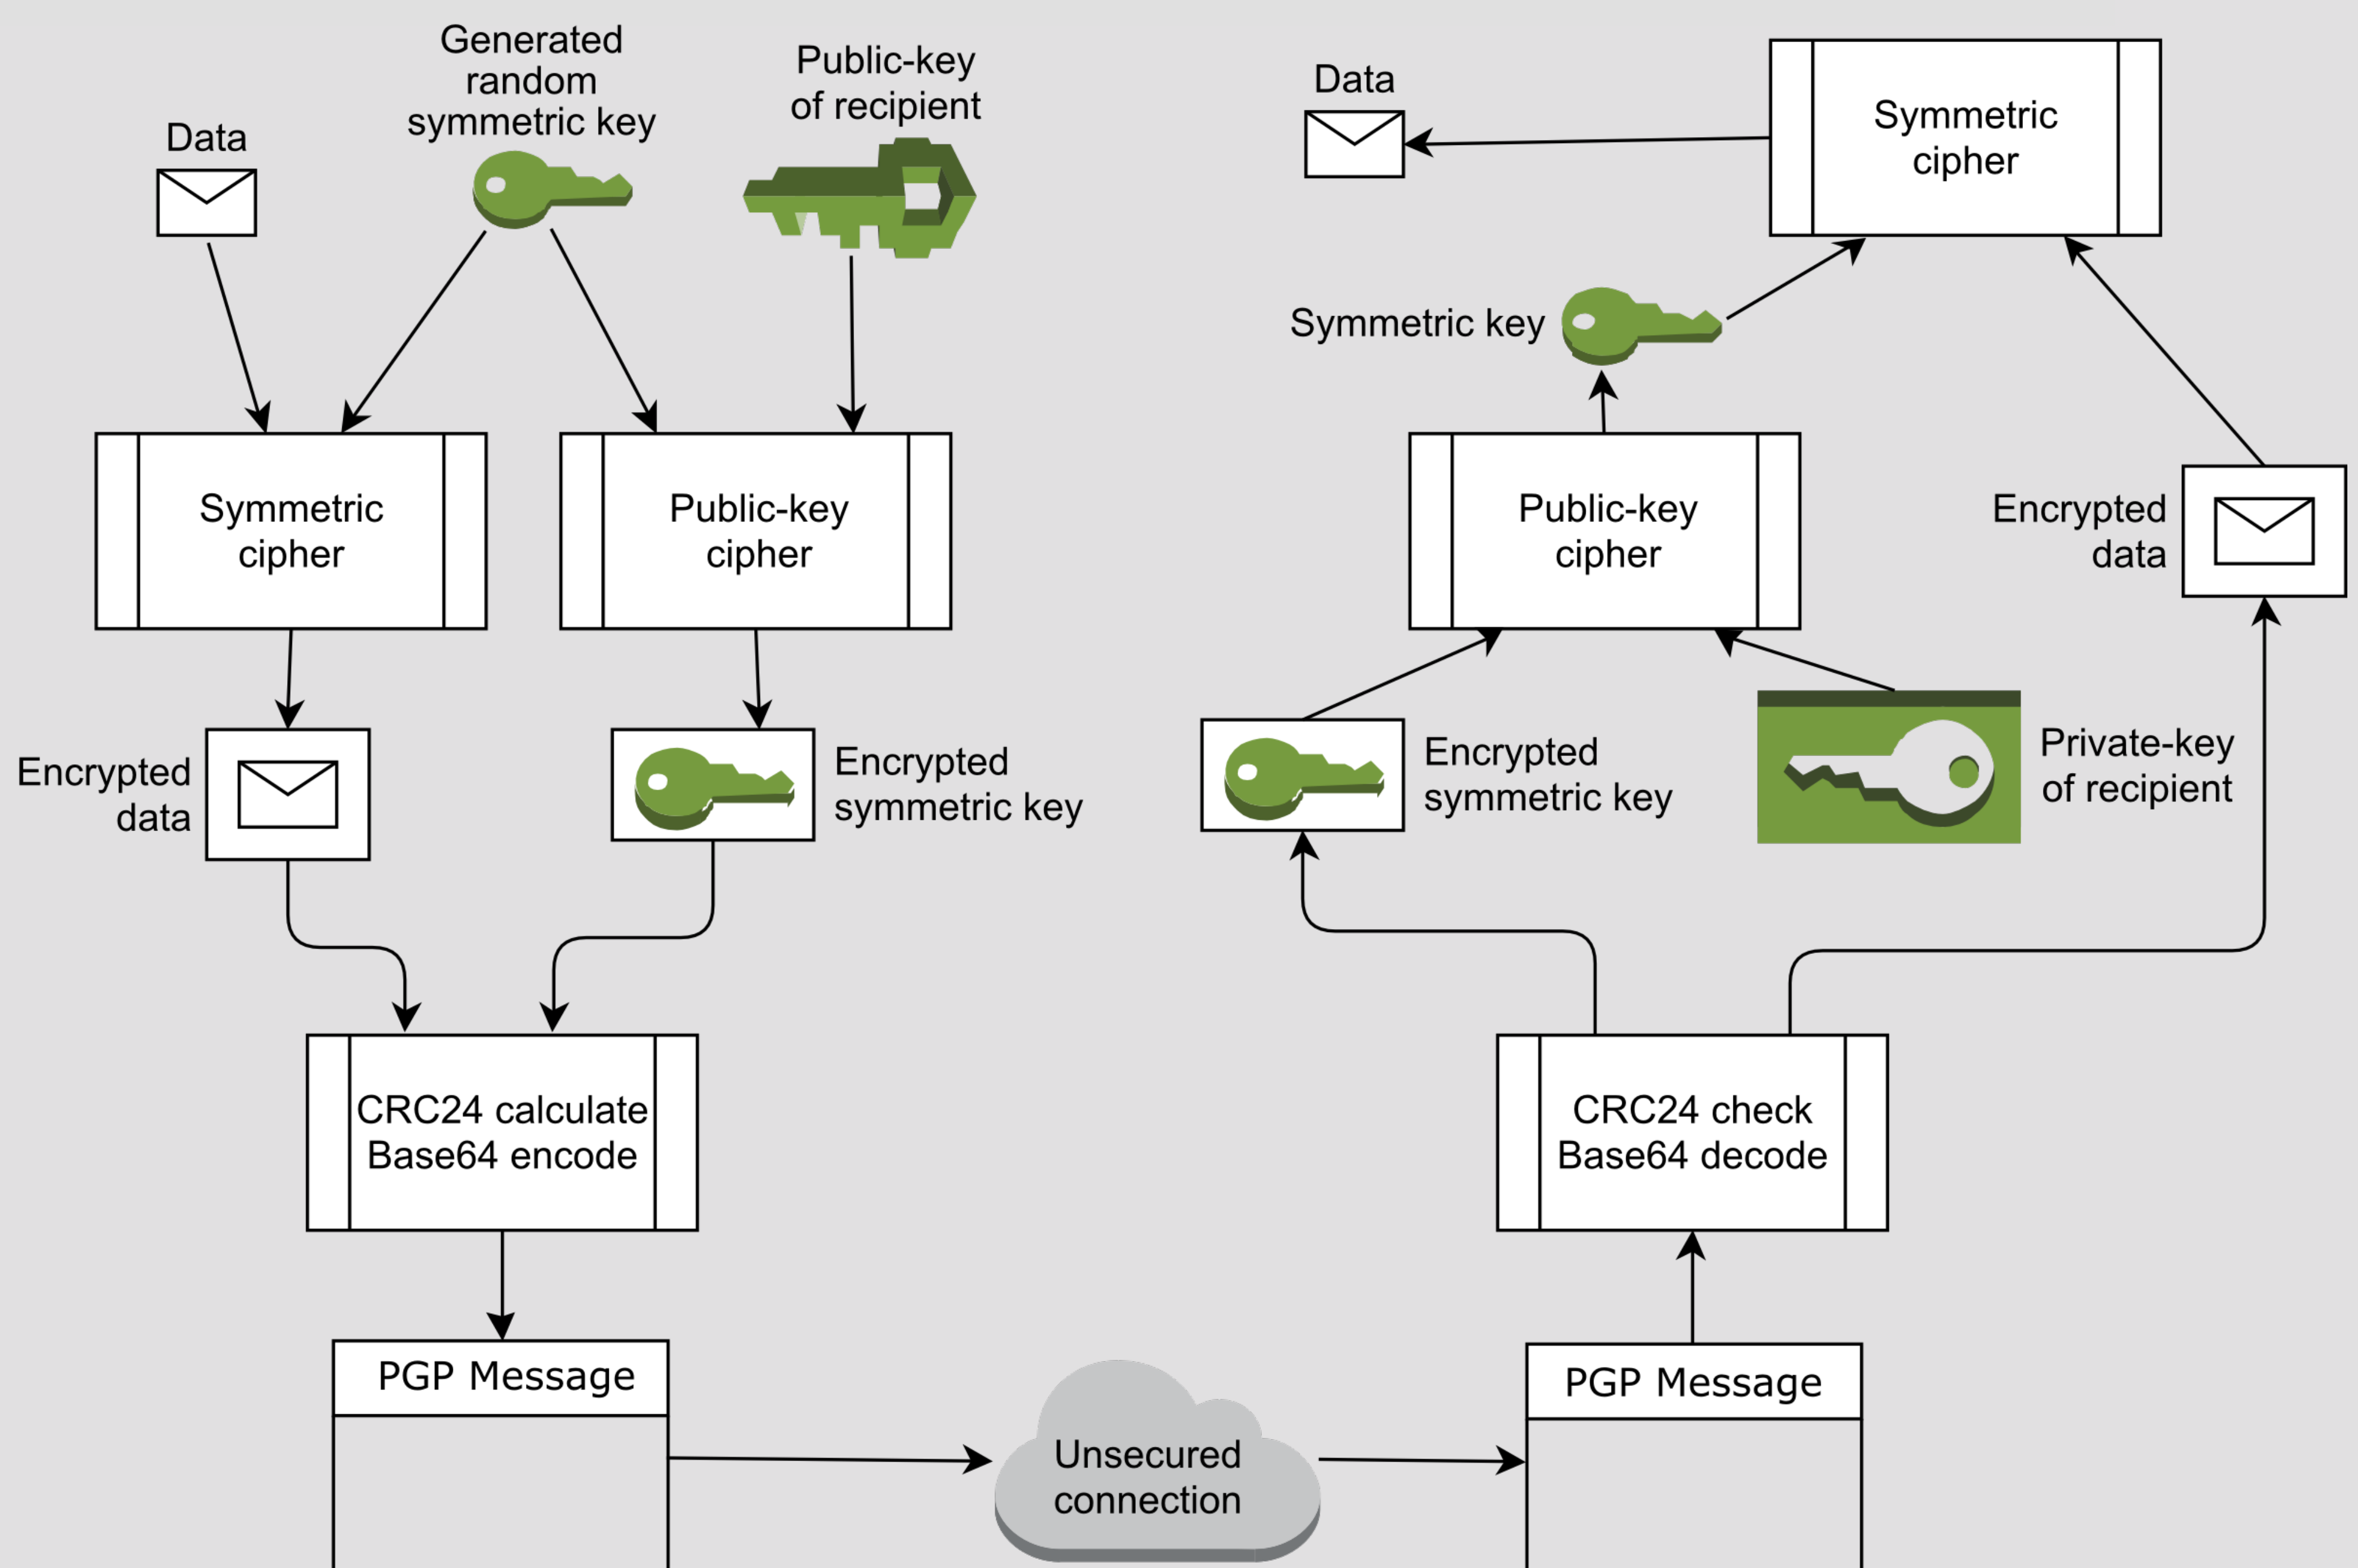 Generated
random
symmetric key
Public-key
of recipient
Data
Symmetric
cipher
Public-key
cipher
Encrypted
data
Encrypted
symmetric key
CRC24 calculate
Base64 encode
PGP Message
Unsecured
connection
PGP Message
CRC24 check
Base64 decode
Encrypted
symmetric key
Private-key
of recipient
Public-key
cipher
Encrypted
data
Symmetric key
Symmetric
cipher
Data